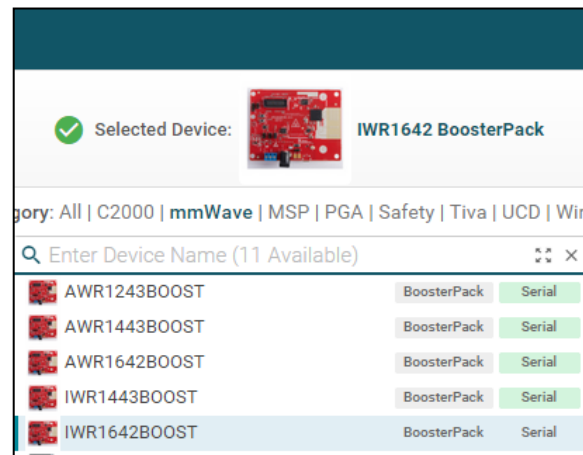 Selected Device: IWR1642 BoosterPack
gory: All | C2000 | mmWave | MSP | PGA | Safety | Tiva | UCD | Wir
Enter Device Name (11 Available)
AWR1243BOOST BoosterPack Serial
AWR1443BOOST BoosterPack Serial
AWR1642BOOST BoosterPack Serial
IWR1443BOOST BoosterPack Serial
IWR1642BOOST BoosterPack Serial